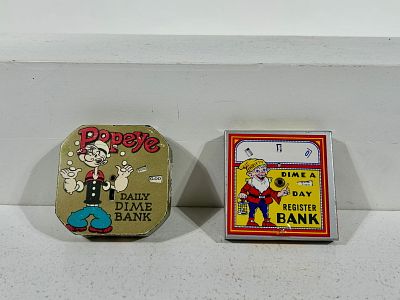 Popeye
DAILY
DIME
BANK
DIME A
DAY
REGISTER
BANK